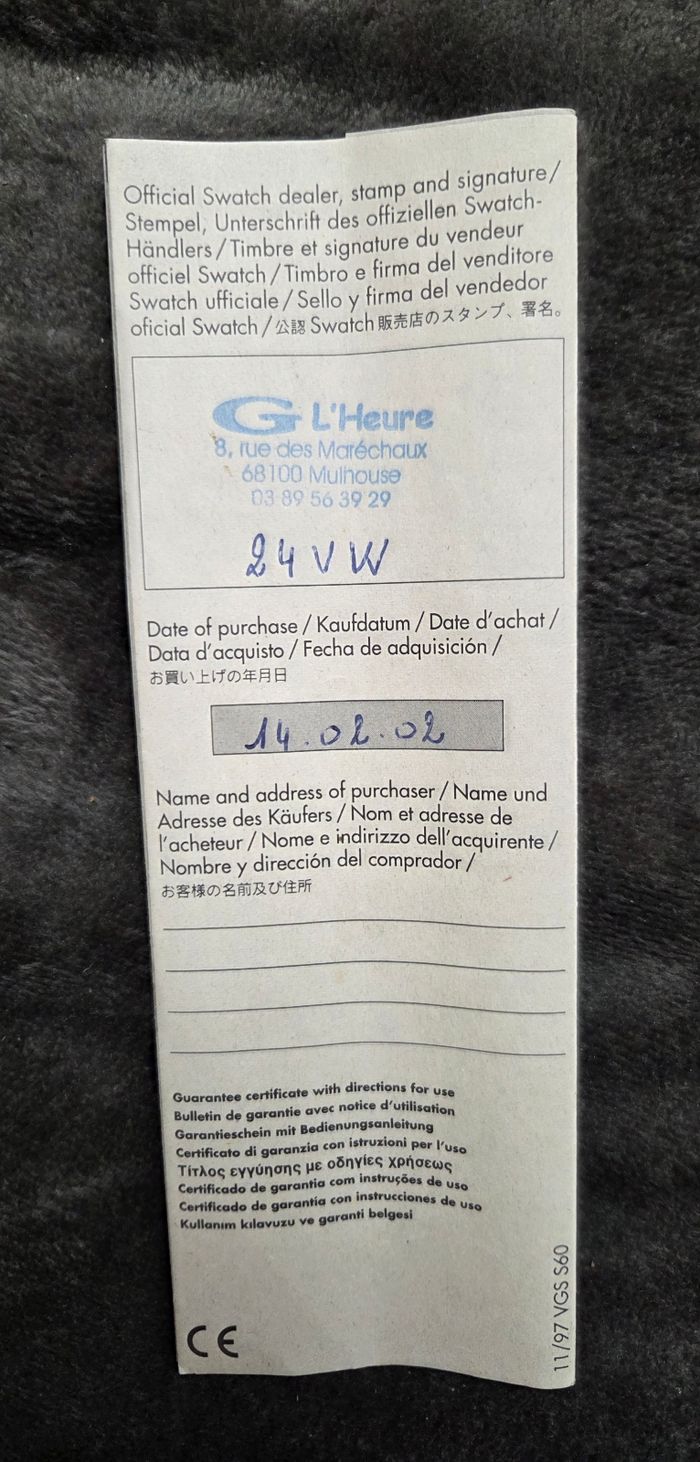 Official Swatch dealer, stamp and signature/
Stempel, Unterschrift des offiziellen Swatch-
Händlers/Timbre et signature du vendeur
officiel Swatch/Timbro e firma del venditore
Swatch ufficiale/Sello y firma del vendedor
oficial Swatch/公認 Swatch 販売店のスタンプ、署名。
G L'Heure
8, rue des Maréchaux
68100 Mulhouse
03 89 56 39 29
24 V W
Date of purchase/Kaufdatum/Date d'achat/
Data d'acquisto/Fecha de adquisición/
お買い上げの年月日
14.02.02
Name and address of purchaser/Name und
Adresse des Käufers/Nom et adresse de
l'acheteur/Nome e indirizzo dell'acquirente/
Nombre y dirección del comprador/
お客様の名前及び住所
Guarantee certificate with directions for use
Bulletin de garantie avec notice d'utilisation
Garantieschein mit Bedienungsanleitung
Certificato di garanzia con istruzioni per l'uso
Τίτλος εγγύησης με οδηγίες χρήσεως
Certificado de garantia com instruções de uso
Certificado de garantia con instrucciones de uso
Kullanım kılavuzu ve garanti belgesi
CE
11/97 VGS S60